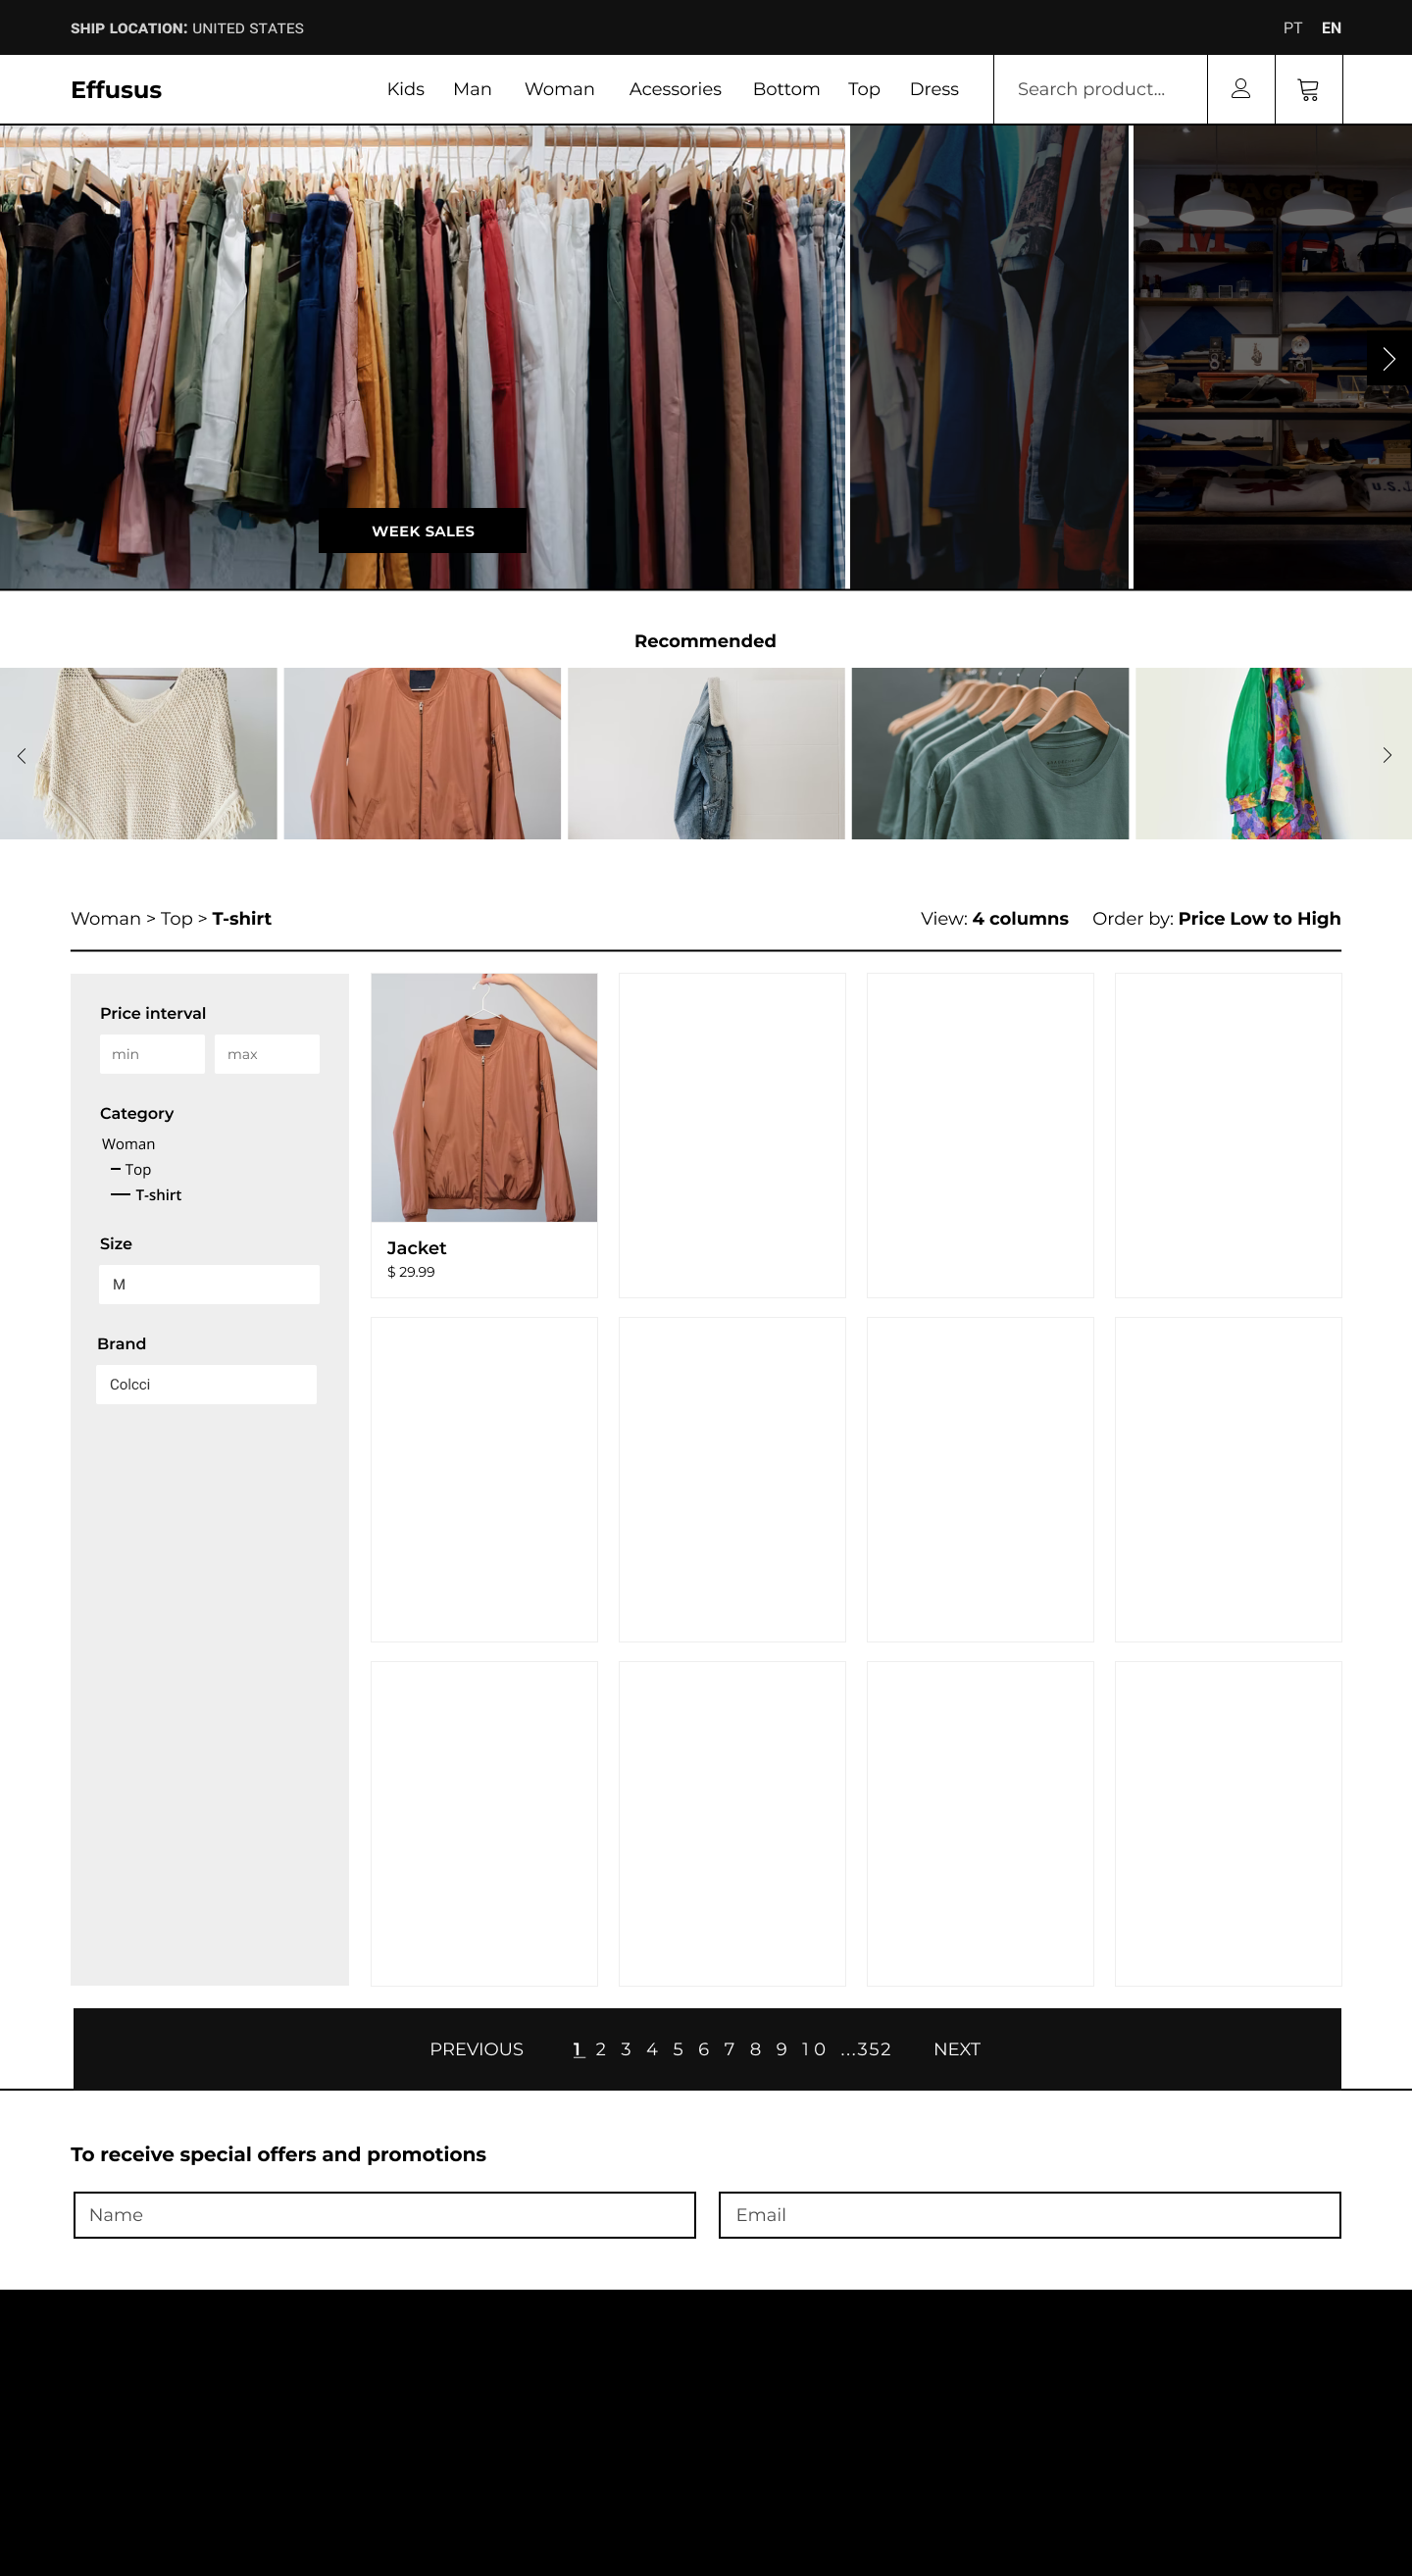 SHIP LOCATION: UNITED STATES
PT EN
Effusus
Kids Man Woman Acessories Bottom Top Dress
Search product...
WEEK SALES
Recommended
Woman > Top > T-shirt
View: 4 columns Order by: Price Low to High
Price interval
min max
Category
Woman
Top
T-shirt
Size
M
Brand
Colcci
Jacket
$ 29.99
PREVIOUS 1 2 3 4 5 6 7 8 9 10 ...352 NEXT
To receive special offers and promotions
Name
Email